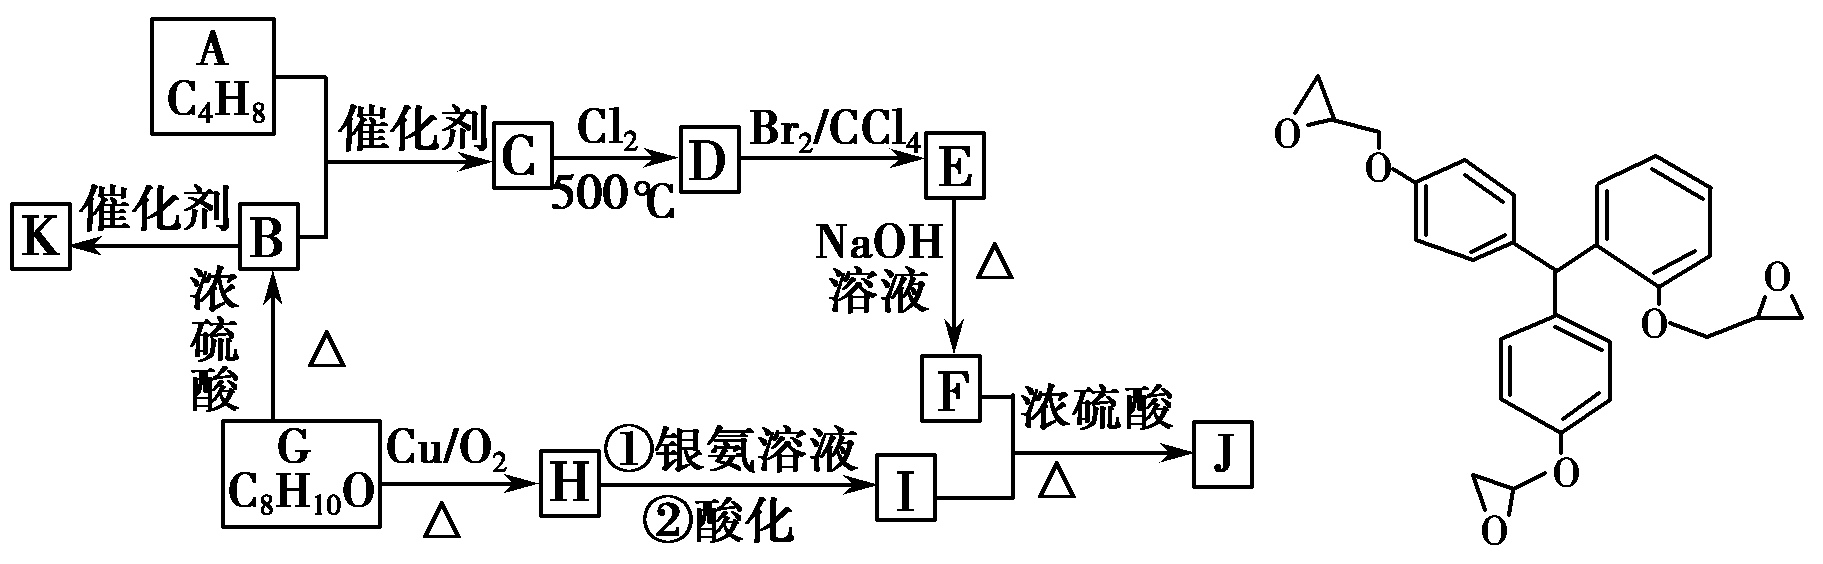 A
C₄H₈
催化剂
C
Cl₂
500℃
D
Br₂/CCl₄
E
K
催化剂
B
NaOH
溶液
△
浓
硫
酸
△
F
浓硫酸
△
J
G
C₈H₁₀O
Cu/O₂
△
H
①银氨溶液
②酸化
I
O
O
O
O
O
O